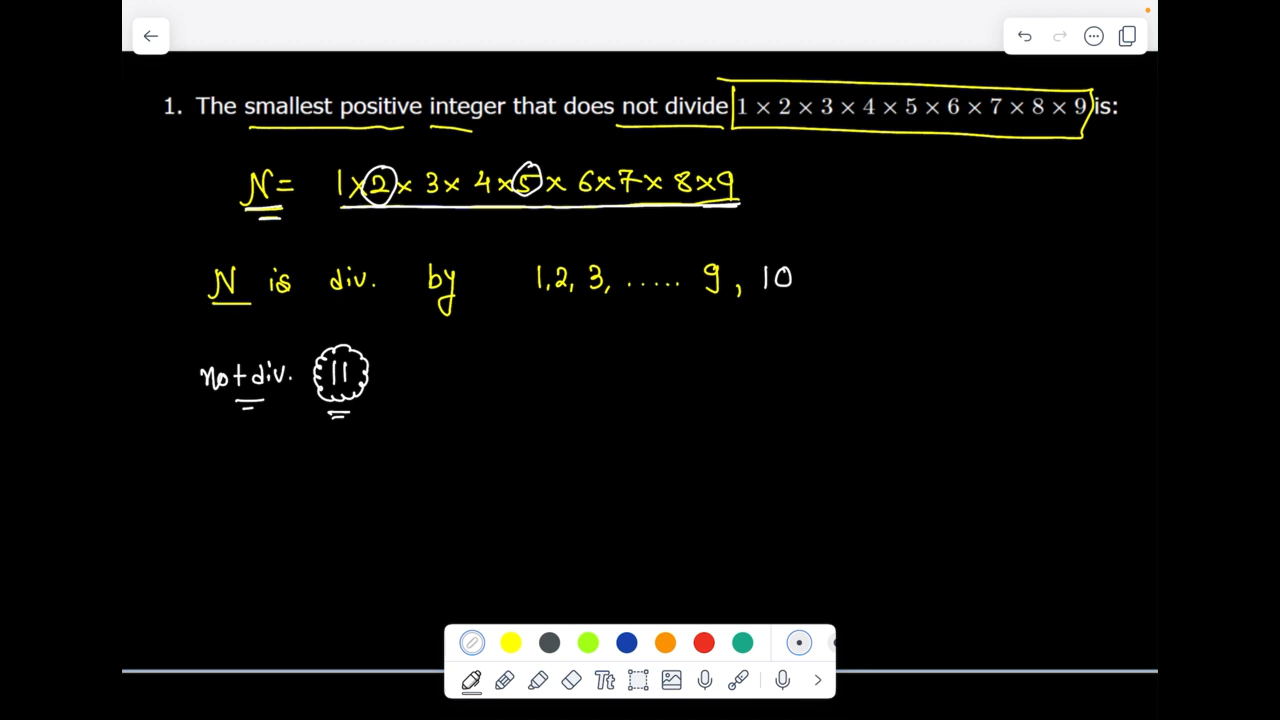 1. The smallest positive integer that does not divide 1 × 2 × 3 × 4 × 5 × 6 × 7 × 8 × 9 is:
N = 1 × 2 × 3 × 4 × 5 × 6 × 7 × 8 × 9
N is div. by 1, 2, 3, ..... 9, 10
not div. 11
Tt